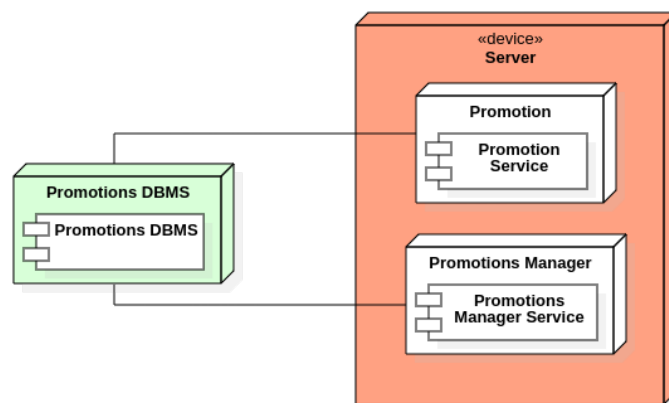 «device»
Server
Promotion
Promotion
Service
Promotions DBMS
Promotions DBMS
Promotions Manager
Promotions
Manager Service